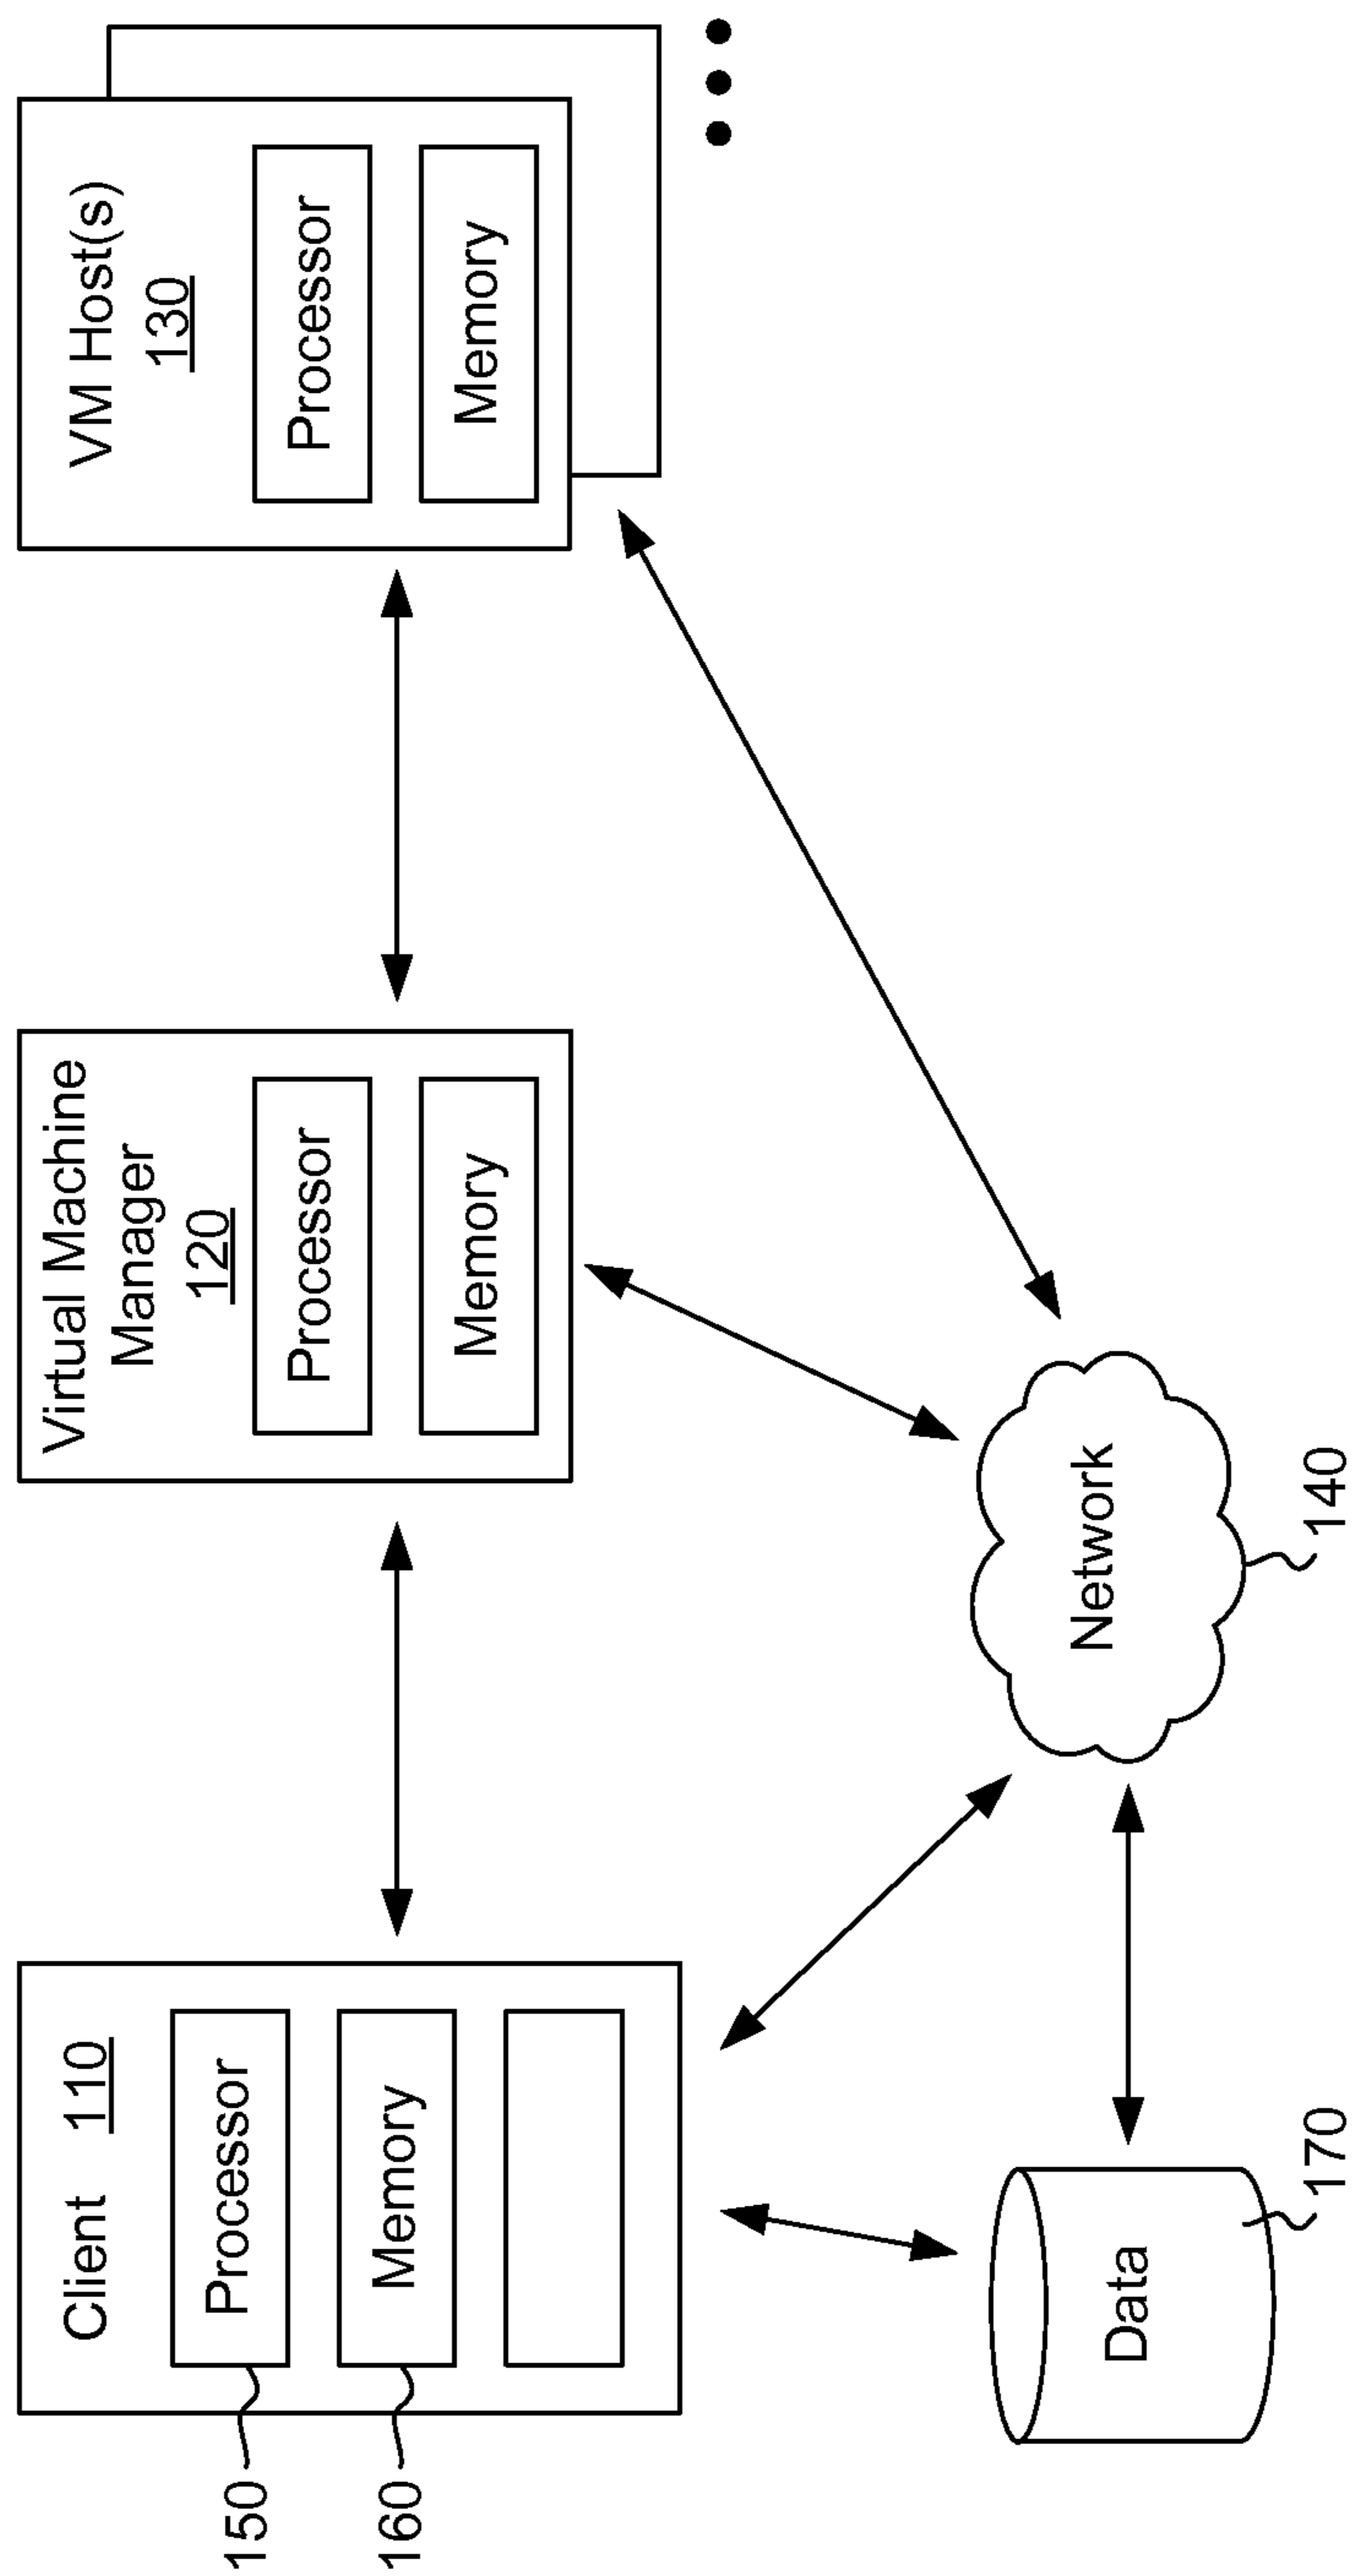 Client 110
Processor
150
Memory
160
Virtual Machine
Manager
120
Processor
Memory
VM Host(s)
130
Processor
Memory
Data
170
Network
140